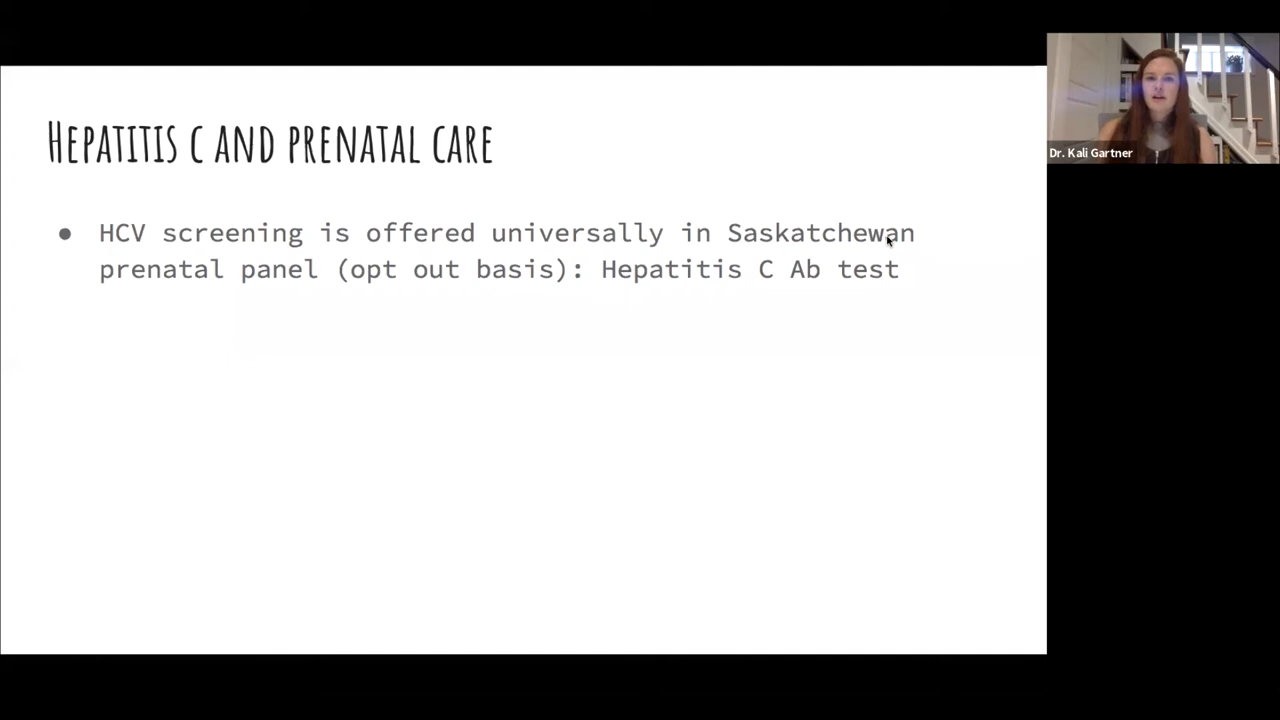 Hepatitis c and prenatal care
● HCV screening is offered universally in Saskatchewan
prenatal panel (opt out basis): Hepatitis C Ab test
Dr. Kali Gartner